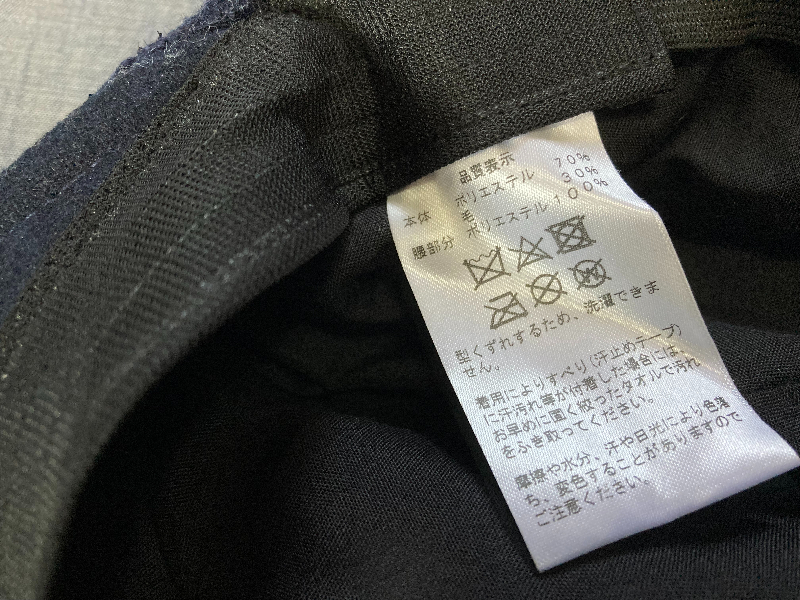 品質表示
本体 ポリエステル 70%
毛 30%
腰部分 ポリエステル 100%
型くずれするため、洗濯できま
せん。
着用によりすべり(汗止めテープ)
に汗汚れ等が付着した場合には、
お早めに固く絞ったタオルで汚れ
をふき取ってください。
摩擦や水分、汗や日光により色落
ち、変色することがありますので
ご注意ください。